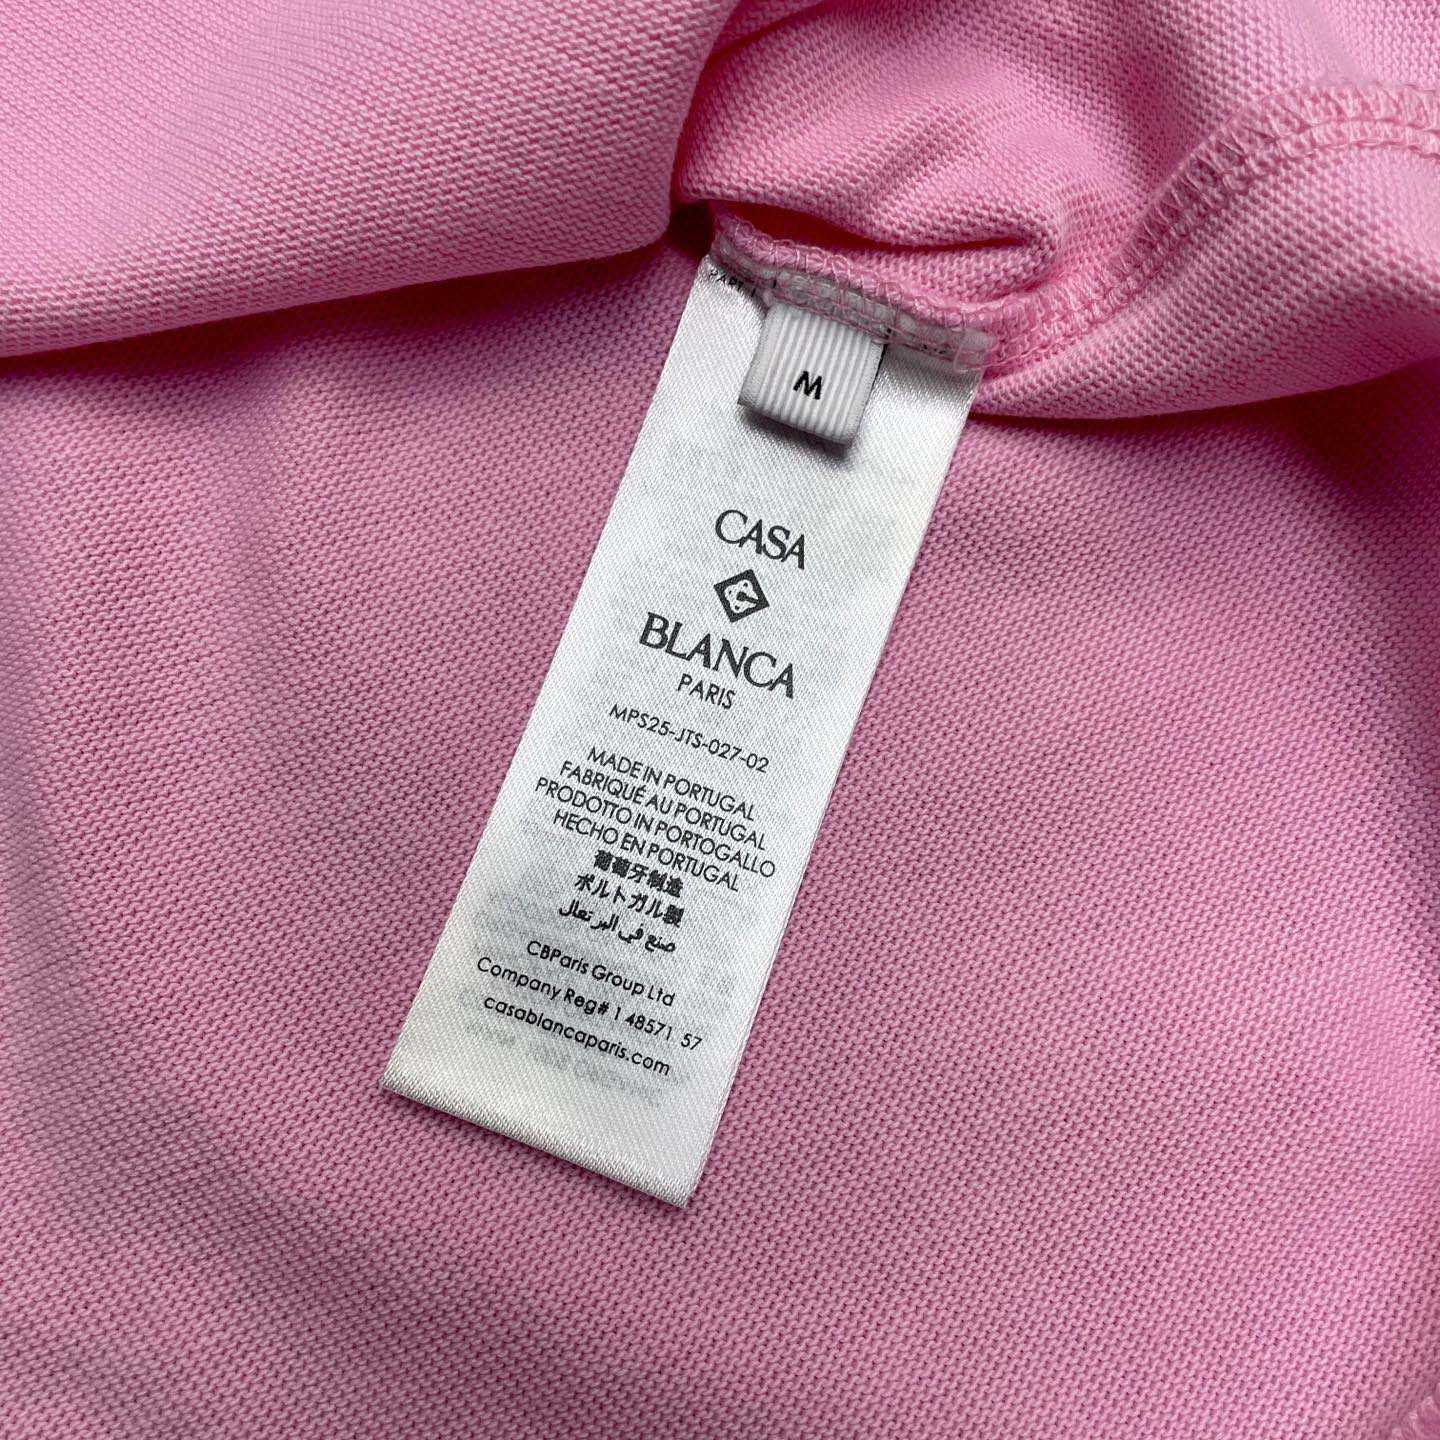 M
CASA
BLANCA
PARIS
MPS25-JTS-027-02
MADE IN PORTUGAL
FABRIQUÉ AU PORTUGAL
PRODOTTO IN PORTOGALLO
HECHO EN PORTUGAL
葡萄牙制造
ポルトガル製
صنع في البرتغال
CBParis Group Ltd
Company Reg# 1 48571 57
casablancaparis.com